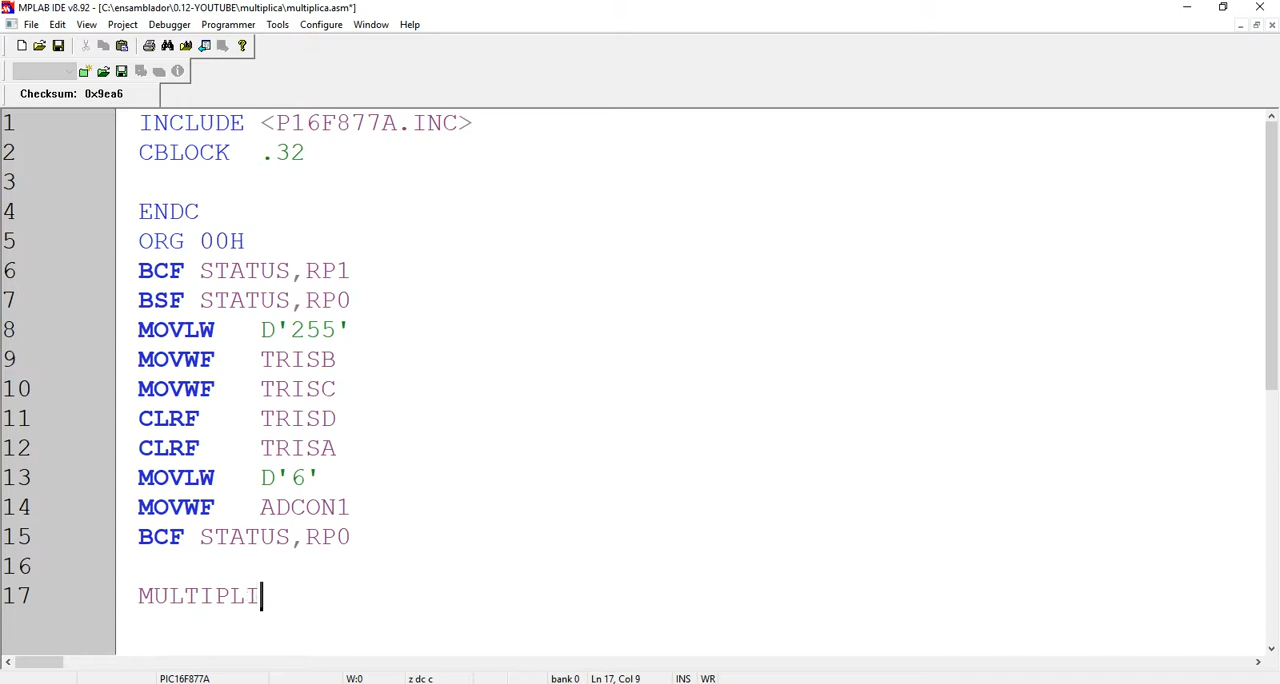 MPLAB IDE v8.92 - [C:\ensamblador\0.12-YOUTUBE\multiplica\multiplica.asm*]
File Edit View Project Debugger Programmer Tools Configure Window Help
Checksum: 0x9ea6
1 INCLUDE <P16F877A.INC>
2 CBLOCK .32
3
4 ENDC
5 ORG 00H
6 BCF STATUS,RP1
7 BSF STATUS,RP0
8 MOVLW D'255'
9 MOVWF TRISB
10 MOVWF TRISC
11 CLRF TRISD
12 CLRF TRISA
13 MOVLW D'6'
14 MOVWF ADCON1
15 BCF STATUS,RP0
16
17 MULTIPLI
PIC16F877A W:0 z dc c bank 0 Ln 17, Col 9 INS WR